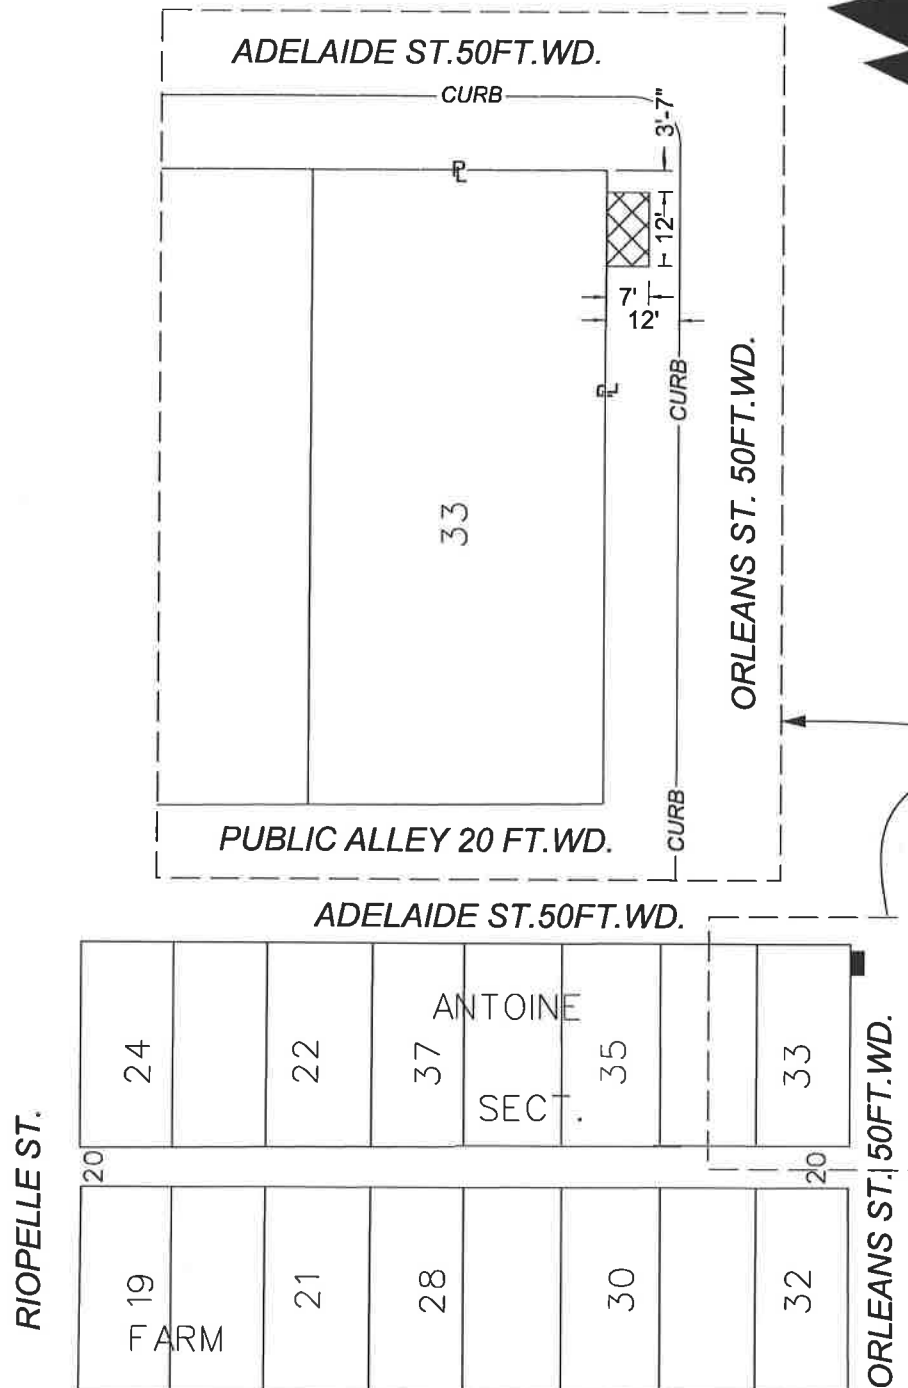 ADELAIDE ST.50FT.WD.
CURB
3'-7"
PL
12'
7'
12'
PL
CURB
ORLEANS ST. 50FT.WD.
33
CURB
PUBLIC ALLEY 20 FT.WD.
ADELAIDE ST.50FT.WD.
ANTOINE
24
22
37
35
33
SECT.
RIOPELLE ST.
20
20
ORLEANS ST. 50FT.WD.
19
21
28
30
32
FARM